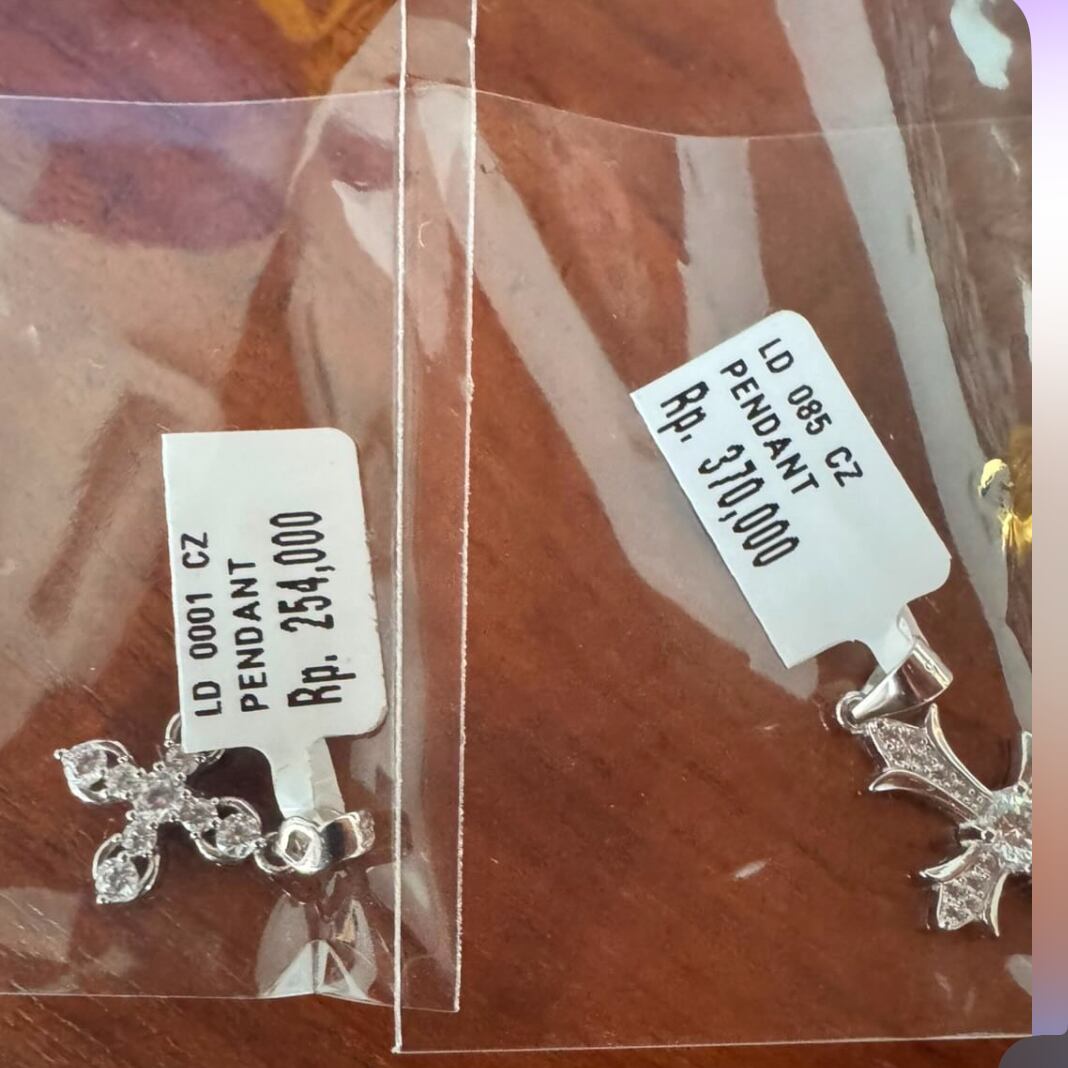 LD 0001 CZ
PENDANT
Rp. 254,000
LD 085 CZ
PENDANT
Rp. 370,000